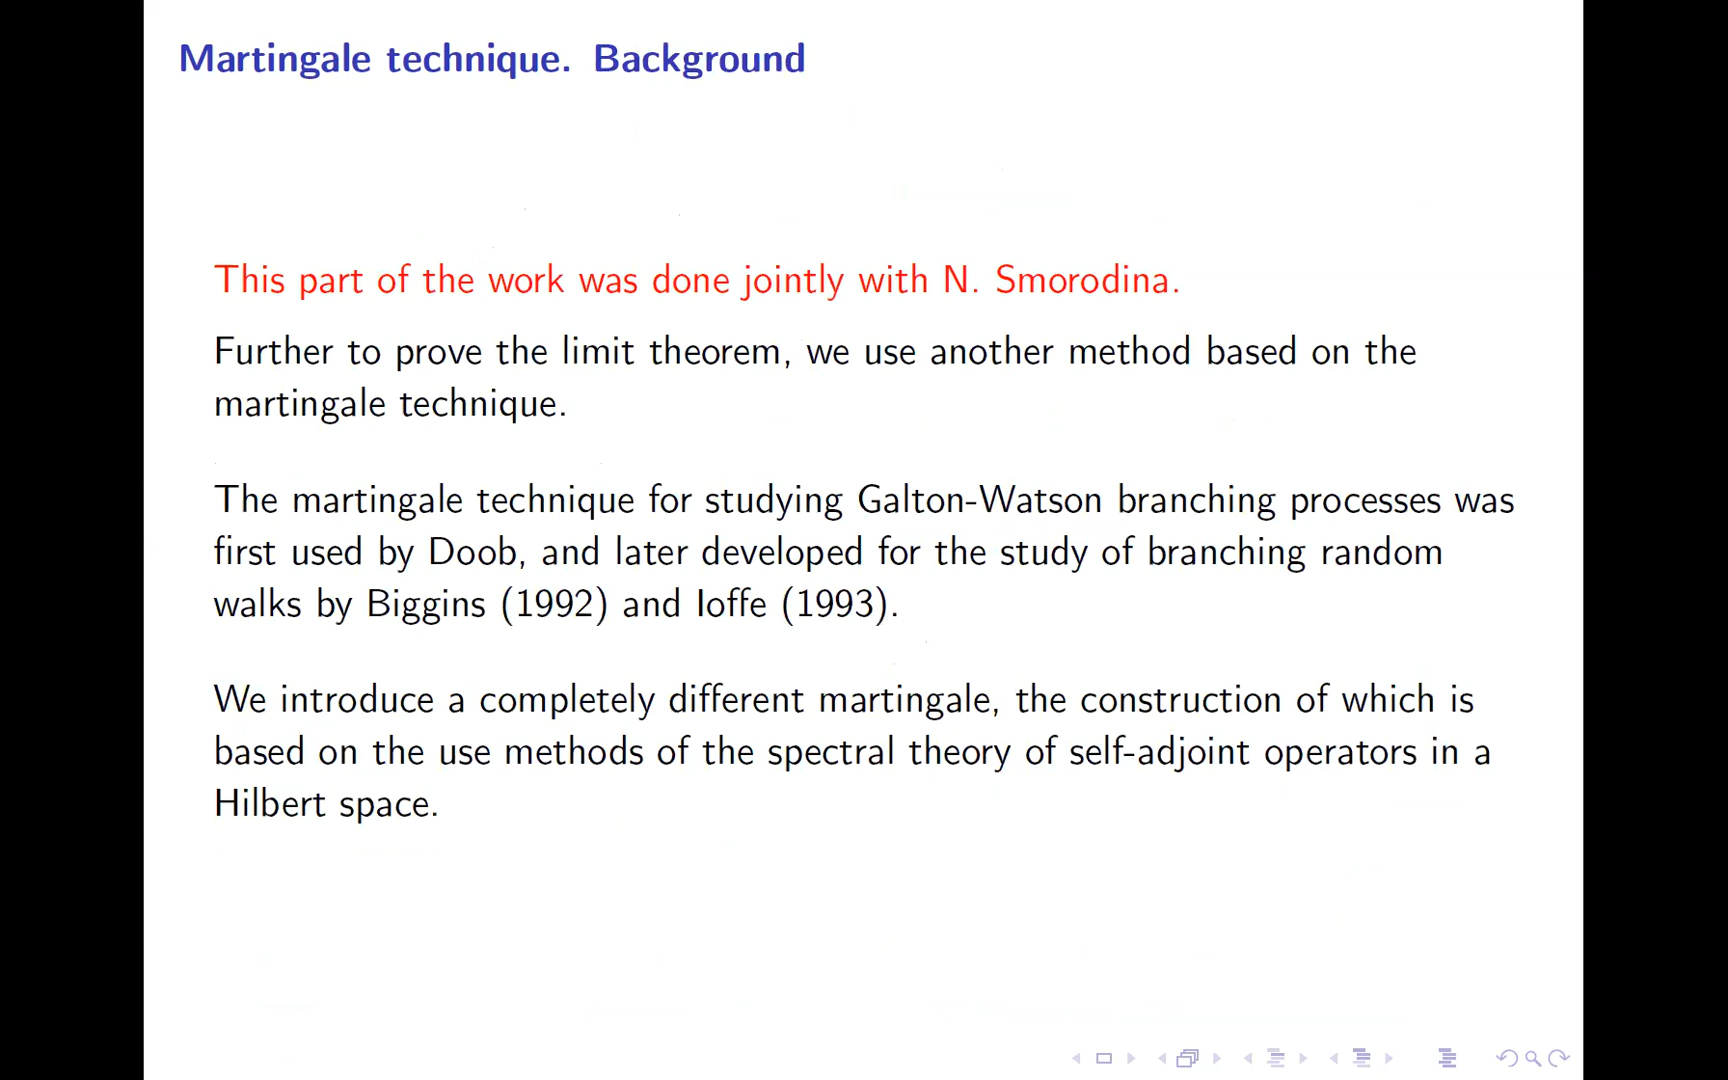 Martingale technique. Background
This part of the work was done jointly with N. Smorodina.
Further to prove the limit theorem, we use another method based on the
martingale technique.
The martingale technique for studying Galton-Watson branching processes was
first used by Doob, and later developed for the study of branching random
walks by Biggins (1992) and Ioffe (1993).
We introduce a completely different martingale, the construction of which is
based on the use methods of the spectral theory of self-adjoint operators in a
Hilbert space.